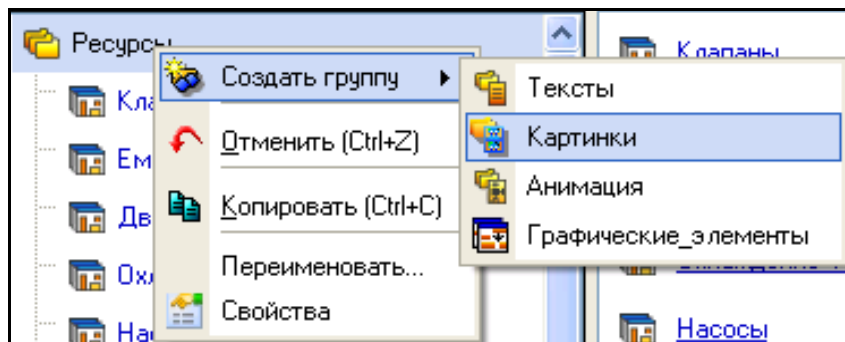 Ресурсы
Клапаны
Создать группу
Тексты
Отменить (Ctrl+Z)
Картинки
Копировать (Ctrl+C)
Анимация
Графические_элементы
Переименовать...
Свойства
Насосы